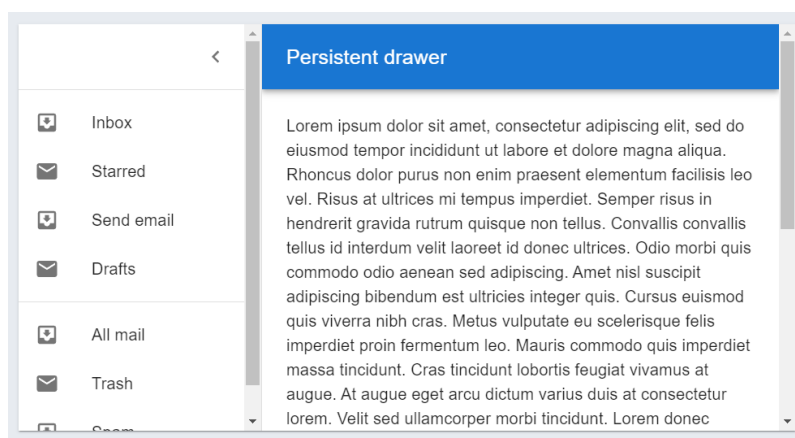 Persistent drawer
Inbox
Starred
Send email
Drafts
All mail
Trash
Spam
Lorem ipsum dolor sit amet, consectetur adipiscing elit, sed do
eiusmod tempor incididunt ut labore et dolore magna aliqua.
Rhoncus dolor purus non enim praesent elementum facilisis leo
vel. Risus at ultrices mi tempus imperdiet. Semper risus in
hendrerit gravida rutrum quisque non tellus. Convallis convallis
tellus id interdum velit laoreet id donec ultrices. Odio morbi quis
commodo odio aenean sed adipiscing. Amet nisl suscipit
adipiscing bibendum est ultricies integer quis. Cursus euismod
quis viverra nibh cras. Metus vulputate eu scelerisque felis
imperdiet proin fermentum leo. Mauris commodo quis imperdiet
massa tincidunt. Cras tincidunt lobortis feugiat vivamus at
augue. At augue eget arcu dictum varius duis at consectetur
lorem. Velit sed ullamcorper morbi tincidunt. Lorem donec